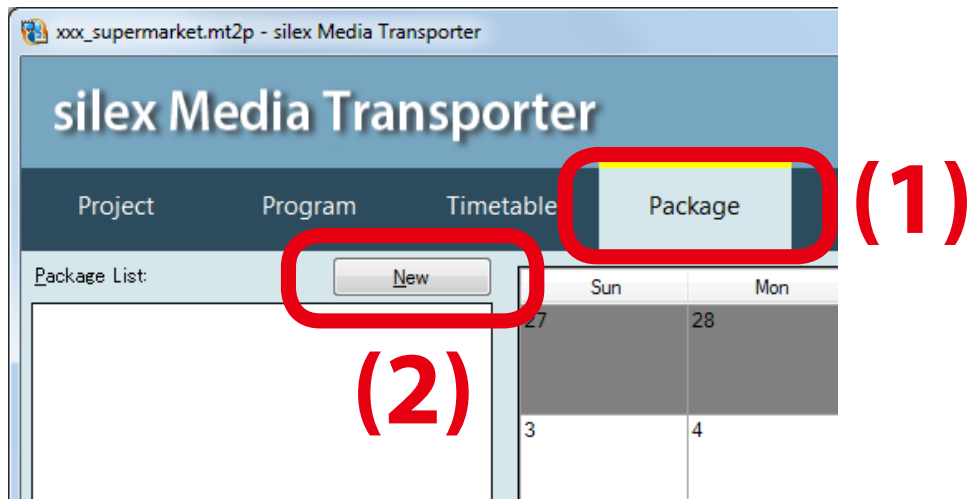 xxx_supermarket.mt2p - silex Media Transporter
silex Media Transporter
Project Program Timetable Package (1)
Package List: New Sun Mon
27 28
(2)
3 4